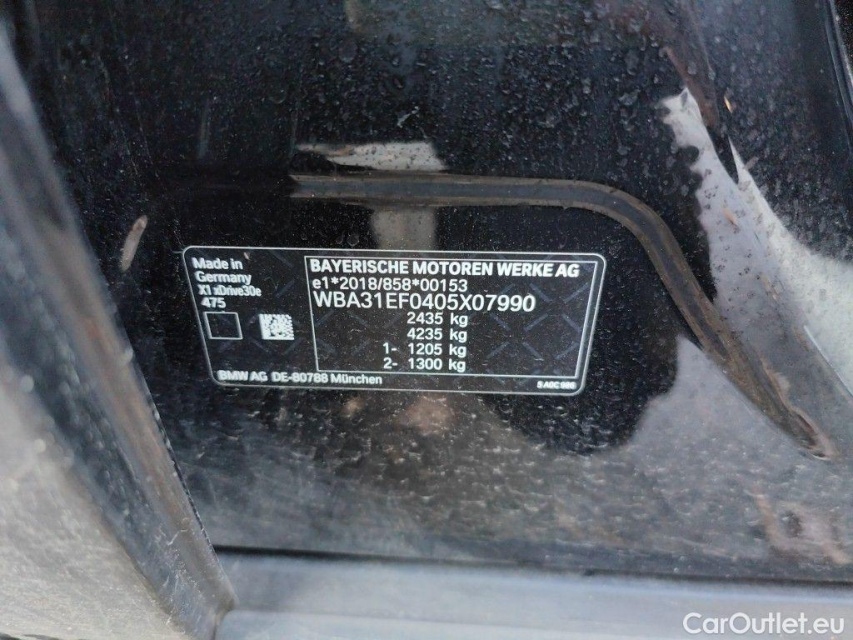 Made in
Germany
X1 xDrive30e
475
BAYERISCHE MOTOREN WERKE AG
e1*2018/858*00153
WBA31EF0405X07990
2435 kg
4235 kg
1- 1205 kg
2- 1300 kg
BMW AG DE-80788 München
5A0C986
CarOutlet.eu